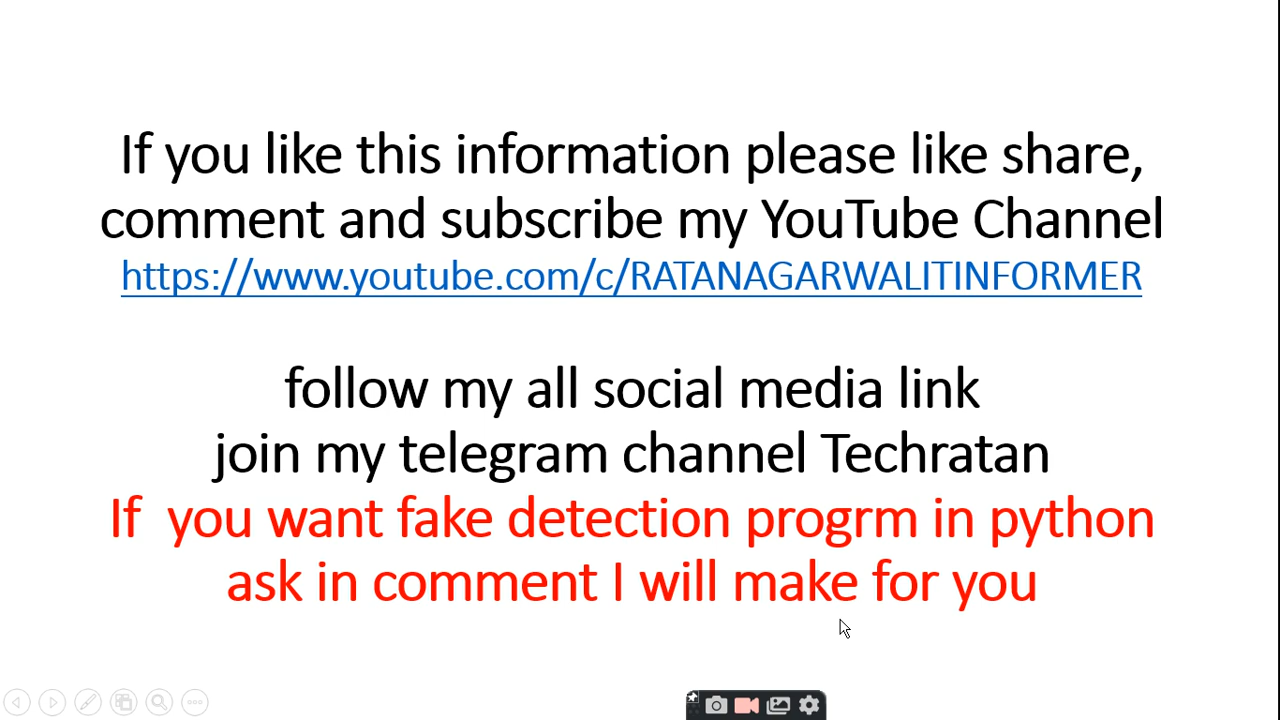 If you like this information please like share,
comment and subscribe my YouTube Channel
https://www.youtube.com/c/RATANAGARWALITINFORMER
follow my all social media link
join my telegram channel Techratan
If  you want fake detection progrm in python
ask in comment I will make for you